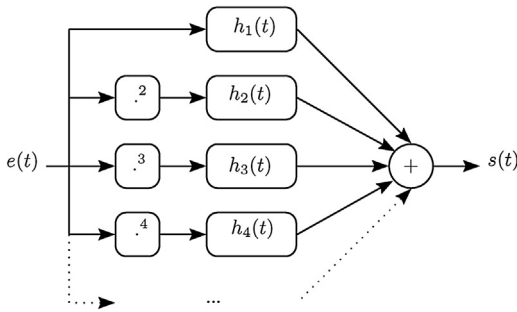 h₁(t)
.² h₂(t)
e(t) .³ h₃(t) + s(t)
.⁴ h₄(t)
...